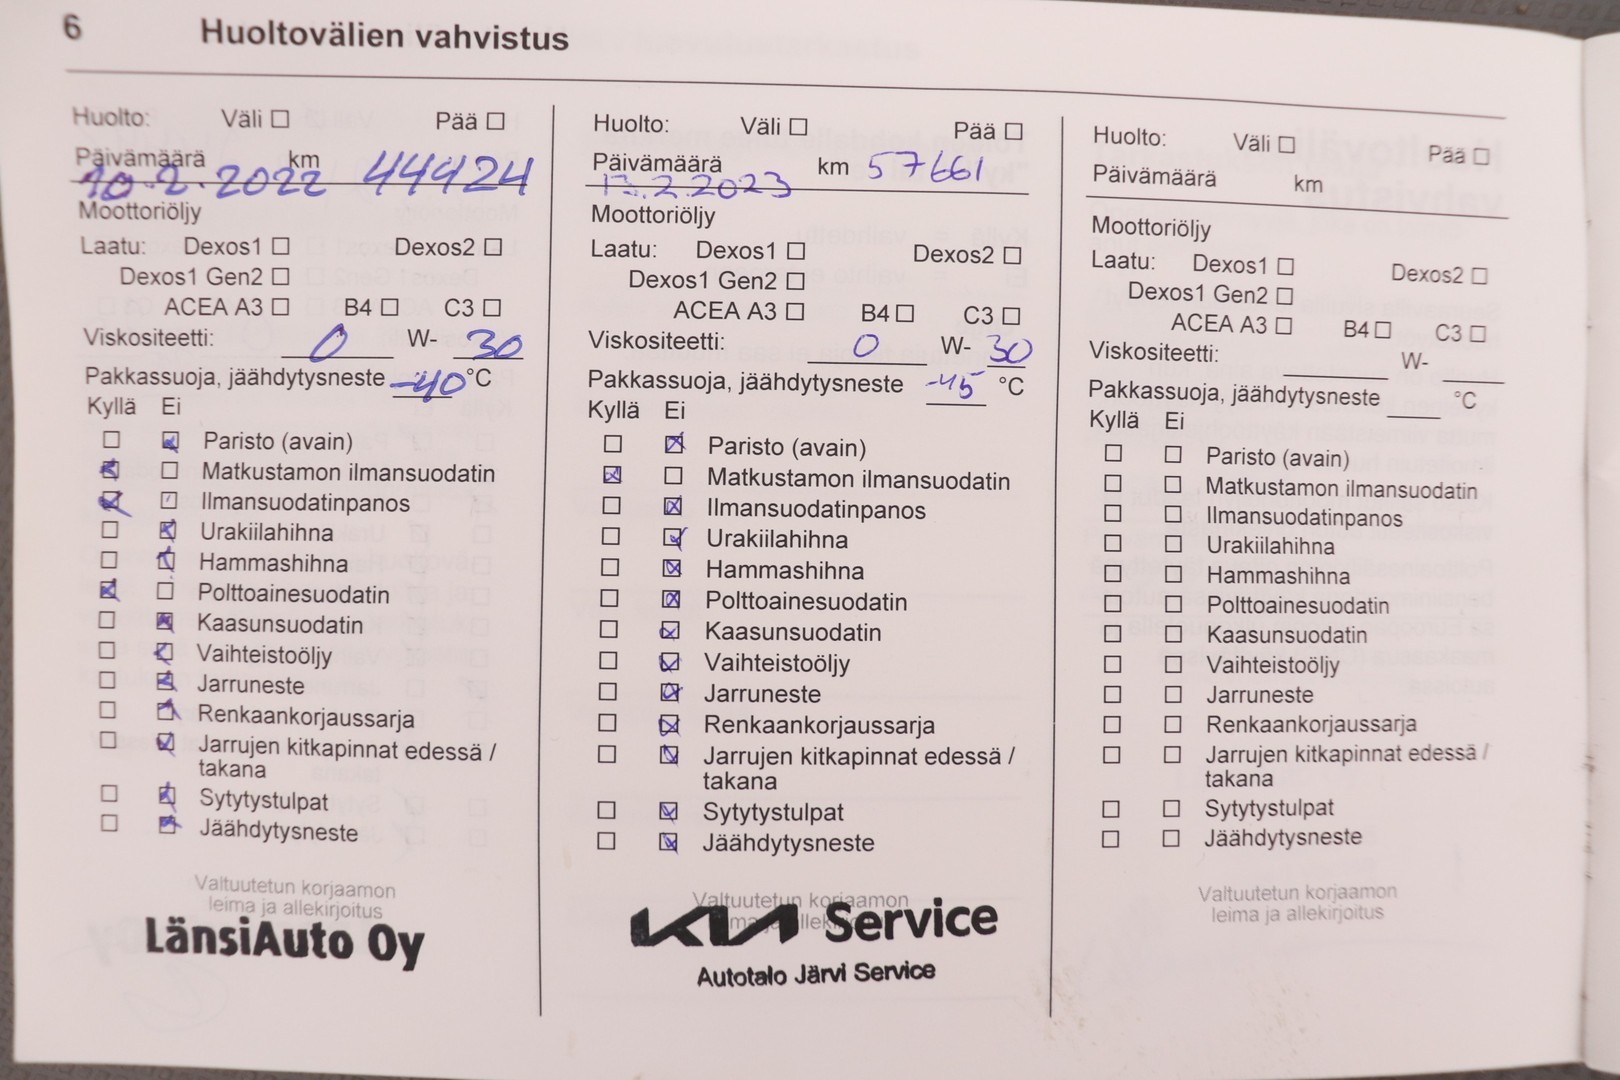 6 Huoltovälien vahvistus
Huolto: Väli Pää
Päivämäärä km
10.2.2022 44424
Moottoriöljy
Laatu: Dexos1 Dexos2
Dexos1 Gen2
ACEA A3 B4 C3
Viskositeetti: 0 W- 30
Pakkassuoja, jäähdytysneste -40 °C
Kyllä Ei
Paristo (avain)
Matkustamon ilmansuodatin
Ilmansuodatinpanos
Urakiilahihna
Hammashihna
Polttoainesuodatin
Kaasunsuodatin
Vaihteistoöljy
Jarruneste
Renkaankorjaussarja
Jarrujen kitkapinnat edessä /
takana
Sytytystulpat
Jäähdytysneste
Valtuutetun korjaamon
leima ja allekirjoitus
LänsiAuto Oy
Huolto: Väli Pää
Päivämäärä km 57661
13.2.2023
Moottoriöljy
Laatu: Dexos1 Dexos2
Dexos1 Gen2
ACEA A3 B4 C3
Viskositeetti: 0 W- 30
Pakkassuoja, jäähdytysneste -45 °C
Kyllä Ei
Paristo (avain)
Matkustamon ilmansuodatin
Ilmansuodatinpanos
Urakiilahihna
Hammashihna
Polttoainesuodatin
Kaasunsuodatin
Vaihteistoöljy
Jarruneste
Renkaankorjaussarja
Jarrujen kitkapinnat edessä /
takana
Sytytystulpat
Jäähdytysneste
Valtuutetun korjaamon
KIA Service
Autotalo Järvi Service
Huolto: Väli Pää
Päivämäärä km
Moottoriöljy
Laatu: Dexos1 Dexos2
Dexos1 Gen2
ACEA A3 B4 C3
Viskositeetti: W-
Pakkassuoja, jäähdytysneste °C
Kyllä Ei
Paristo (avain)
Matkustamon ilmansuodatin
Ilmansuodatinpanos
Urakiilahihna
Hammashihna
Polttoainesuodatin
Kaasunsuodatin
Vaihteistoöljy
Jarruneste
Renkaankorjaussarja
Jarrujen kitkapinnat edessä /
takana
Sytytystulpat
Jäähdytysneste
Valtuutetun korjaamon
leima ja allekirjoitus